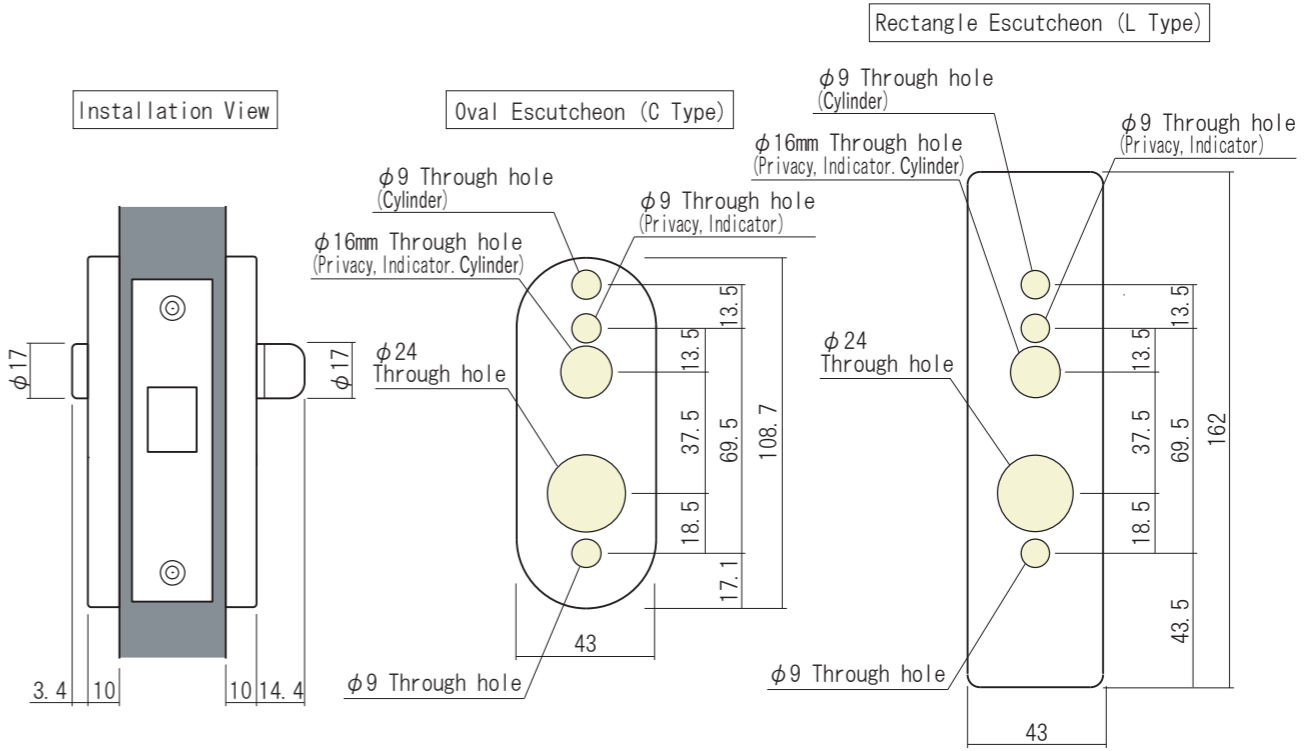 Installation View
φ17
φ17
3.4
10
10
14.4
Oval Escutcheon (C Type)
φ9 Through hole
(Cylinder)
φ9 Through hole
(Privacy, Indicator)
φ16mm Through hole
(Privacy, Indicator. Cylinder)
φ24
Through hole
13.5
13.5
37.5
69.5
108.7
18.5
17.1
43
φ9 Through hole
Rectangle Escutcheon (L Type)
φ9 Through hole
(Cylinder)
φ9 Through hole
(Privacy, Indicator)
φ16mm Through hole
(Privacy, Indicator. Cylinder)
φ24
Through hole
13.5
13.5
37.5
69.5
162
18.5
43.5
φ9 Through hole
43